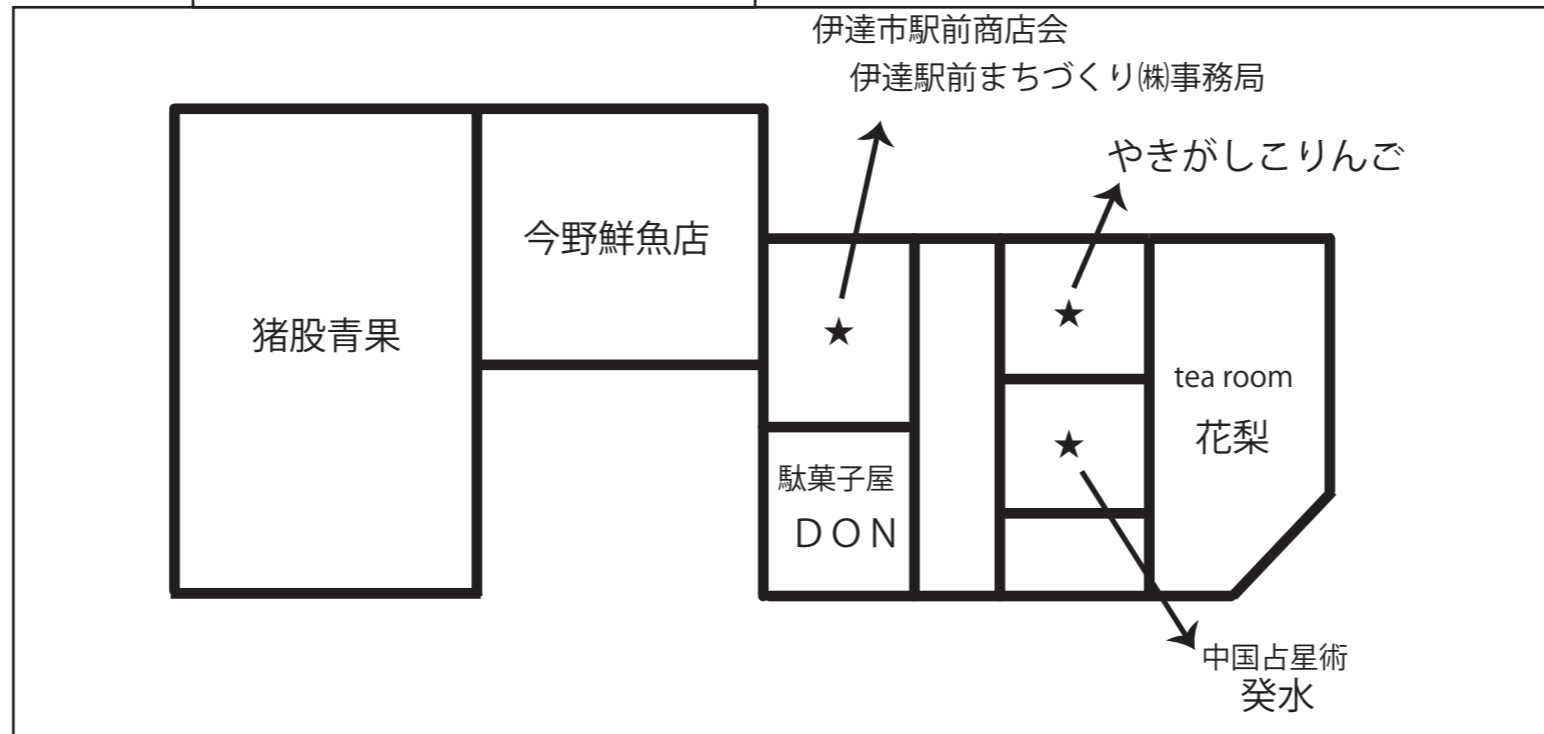 伊達市駅前商店会
伊達駅前まちづくり㈱事務局
やきがしこりんご
今野鮮魚店
猪股青果
tea room
花梨
駄菓子屋
ＤＯＮ
中国占星術
癸水